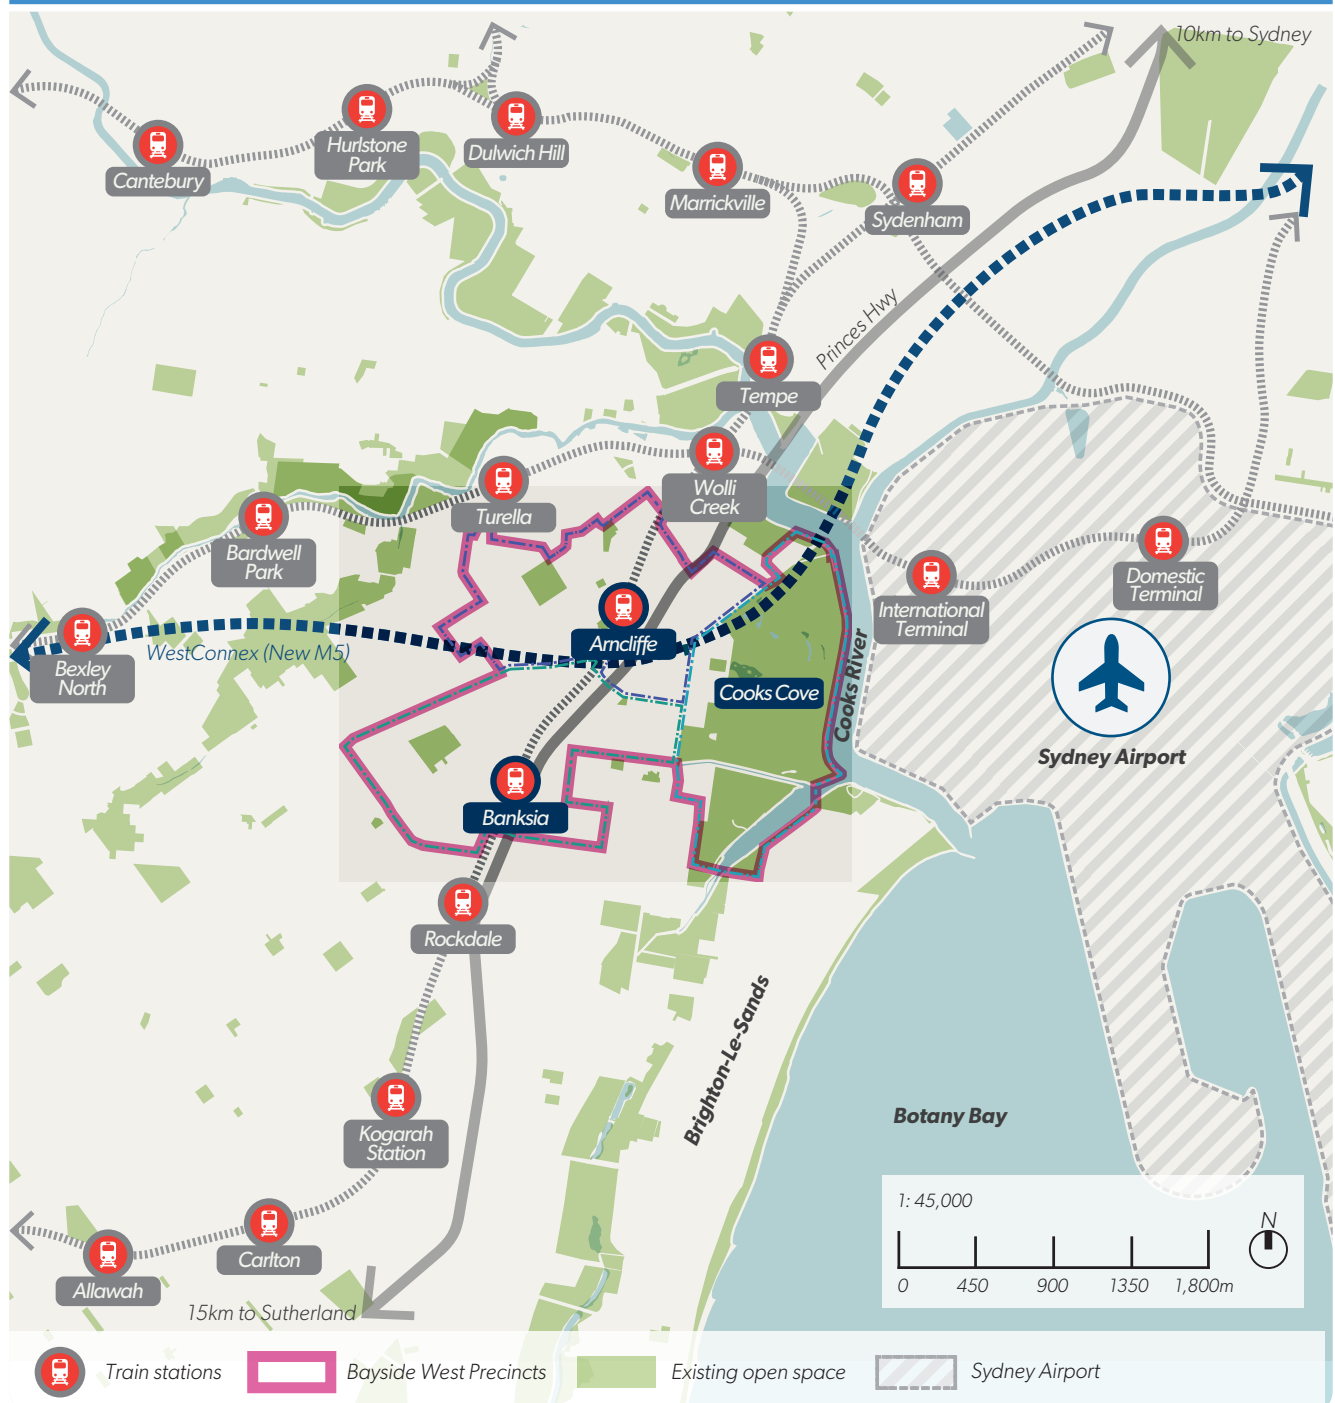 10km to Sydney
Hurlstone
Park
Dulwich Hill
Cantebury
Marrickville
Sydenham
Princes Hwy
Tempe
Wolli
Creek
Turella
Bardwell
Park
Domestic
Terminal
International
Terminal
Arncliffe
WestConnex (New M5)
Bexley
North
Cooks Cove
Cooks River
Sydney Airport
Banksia
Rockdale
Brighton-Le-Sands
Botany Bay
Kogarah
Station
Carlton
Allawah
15km to Sutherland
1: 45,000
N
0 450 900 1350 1,800m
Train stations
Bayside West Precincts
Existing open space
Sydney Airport